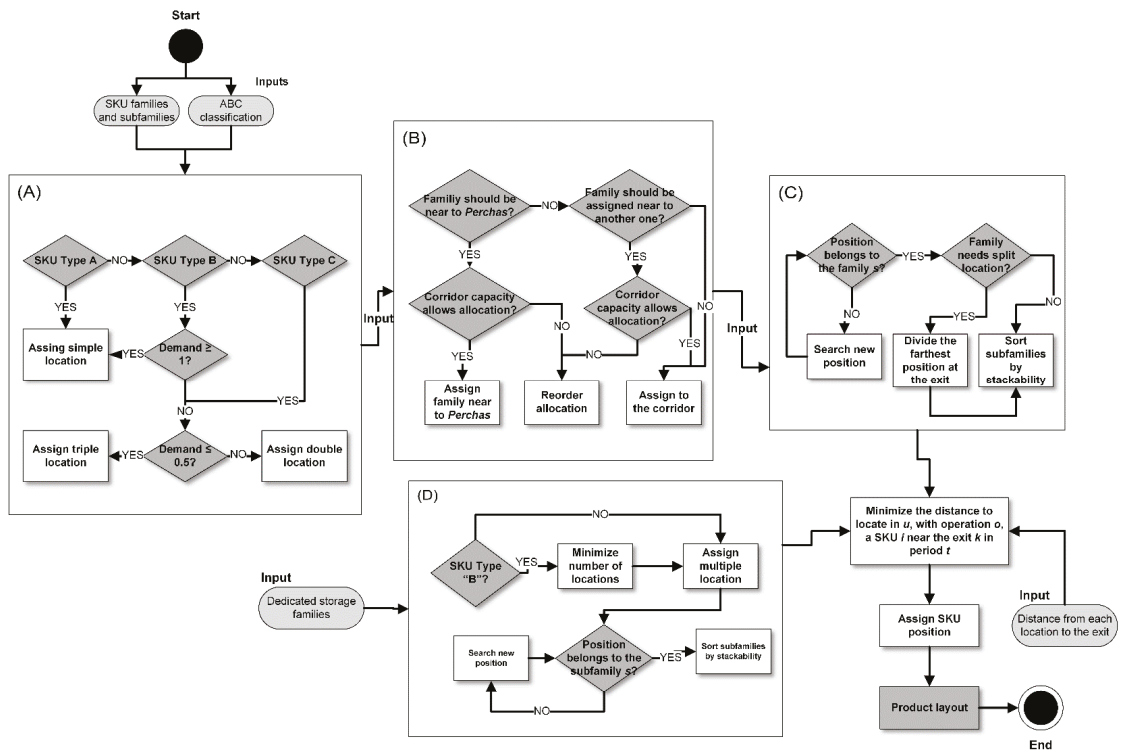 Start
Inputs
SKU families
and subfamilies
ABC
classification
(A)
SKU Type A
NO
SKU Type B
NO
SKU Type C
YES
YES
Assing simple
location
YES
Demand ≥
1?
YES
NO
Assign triple
location
YES
Demand ≤
0.5?
NO
Assign double
location
Input
(B)
Familiy should be
near to Perchas?
NO
Family should be
assigned near to
another one?
YES
YES
Corridor capacity
allows allocation?
Corridor capacity
allows allocation?
NO
NO
NO
YES
YES
Assign
family near
to Perchas
Reorder
allocation
Assign to
the corridor
Input
(C)
Position
belongs to
the family s?
YES
Family
needs split
location?
NO
NO
YES
Search new
position
Divide the
farthest
position at
the exit
Sort
subfamilies
by
stackability
(D)
NO
SKU Type
“B”?
YES
Minimize
number of
locations
Assign
multiple
location
Input
Dedicated storage
families
Search new
position
Position
belongs to the
subfamily s?
YES
Sort subfamilies
by stackability
NO
Minimize the distance to
locate in u, with operation o,
a SKU i near the exit k in
period t
Input
Distance from each
location to the exit
Assign SKU
position
Product layout
End